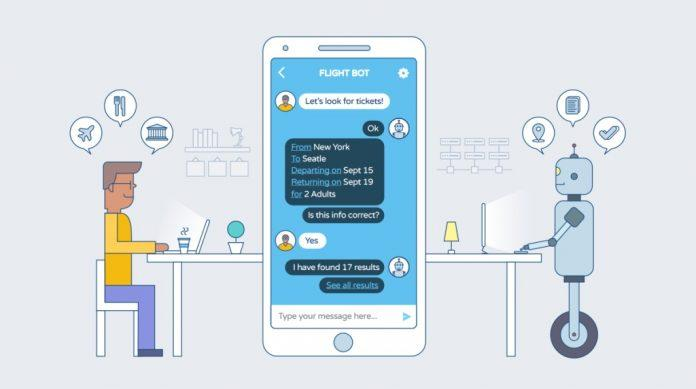 FLIGHT BOT
Let's look for tickets!
Ok
From New York
To Seatle
Departing on Sept 15
Returning on Sept 19
for 2 Adults
Is this info correct?
Yes
I have found 17 results
See all results
Type your message here...